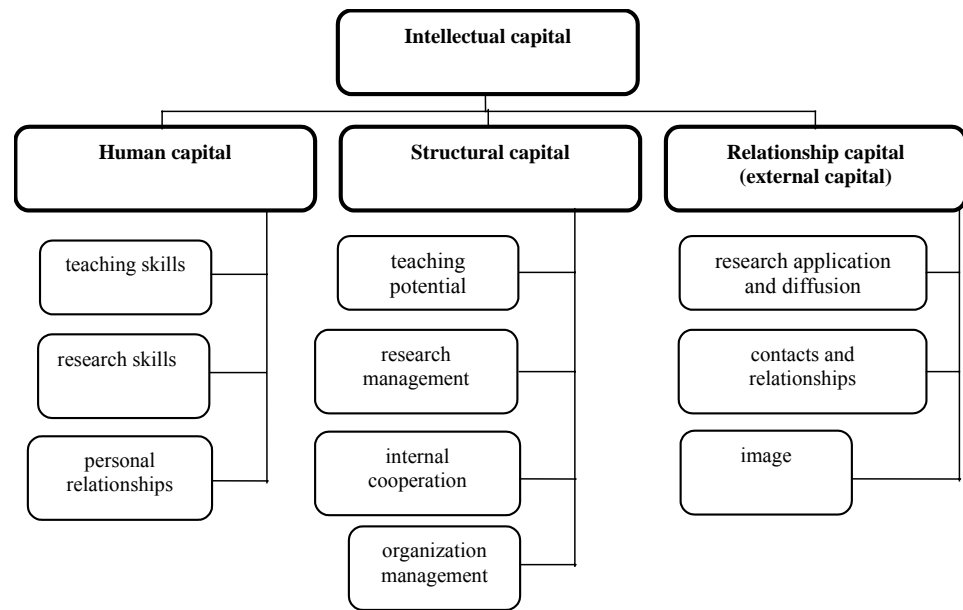 Intellectual capital
Human capital
teaching skills
research skills
personal
relationships
Structural capital
teaching
potential
research
management
internal
cooperation
organization
management
Relationship capital
(external capital)
research application
and diffusion
contacts and
relationships
image